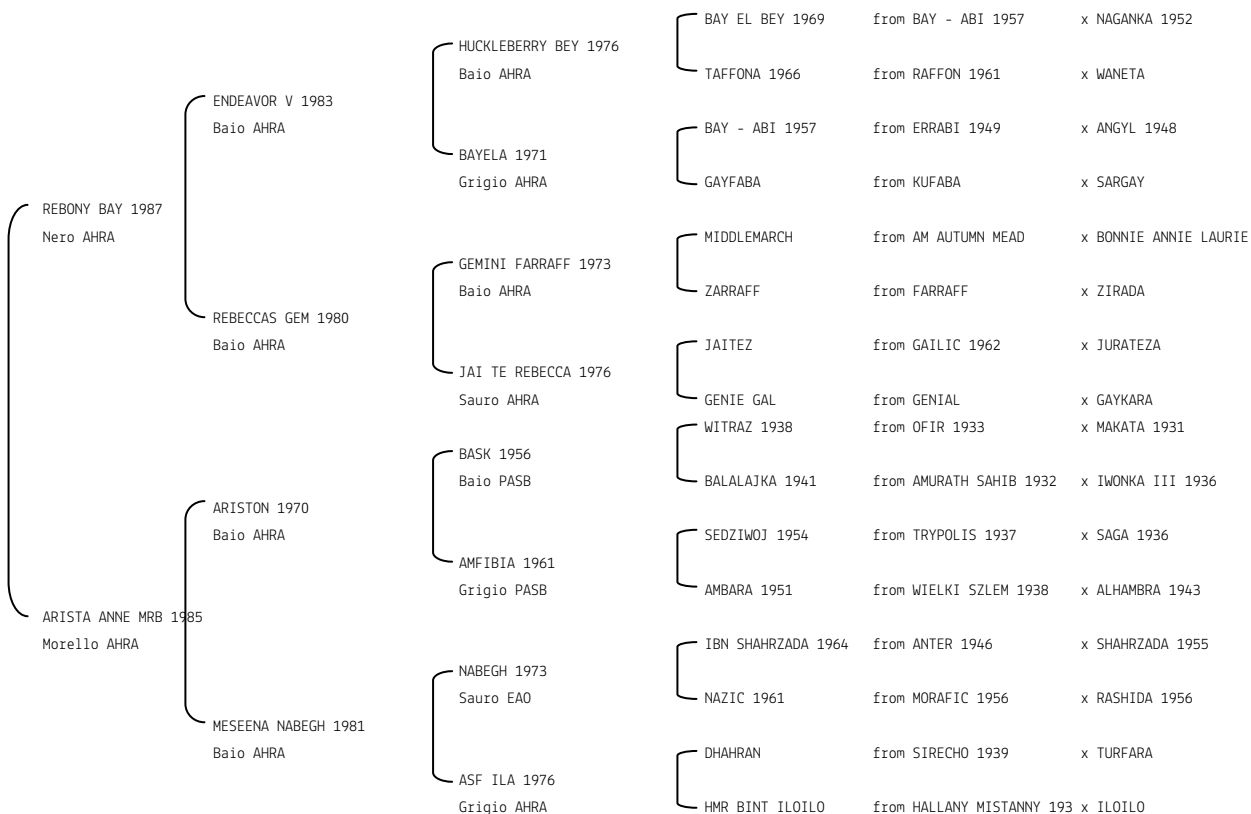 BAY EL BEY 1969 from BAY - ABI 1957 x NAGANKA 1952
HUCKLEBERRY BEY 1976
Baio AHRA TAFFONA 1966 from RAFFON 1961 x WANETA
ENDEAVOR V 1983
Baio AHRA BAY - ABI 1957 from ERRABI 1949 x ANGYL 1948
BAYELA 1971
Grigio AHRA GAYFABA from KUFABA x SARGAY
REBONY BAY 1987
Nero AHRA MIDDLEMARCH from AM AUTUMN MEAD x BONNIE ANNIE LAURIE
GEMINI FARRAFF 1973
Baio AHRA ZARRAFF from FARRAFF x ZIRADA
REBECCAS GEM 1980
Baio AHRA JAITEZ from GAILIC 1962 x JURATEZA
JAI TE REBECCA 1976
Sauro AHRA GENIE GAL from GENIAL x GAYKARA
WITRAZ 1938 from OFIR 1933 x MAKATA 1931
BASK 1956
Baio PASB BALALAJKA 1941 from AMURATH SAHIB 1932 x IWONKA III 1936
ARISTON 1970
Baio AHRA SEDZIWOJ 1954 from TRYPOLIS 1937 x SAGA 1936
AMFIBIA 1961
Grigio PASB AMBARA 1951 from WIELKI SZLEM 1938 x ALHAMBRA 1943
ARISTA ANNE MRB 1985
Morello AHRA IBN SHAHRZADA 1964 from ANTER 1946 x SHAHRZADA 1955
NABEGH 1973
Sauro EAO NAZIC 1961 from MORAFIC 1956 x RASHIDA 1956
MESEENA NABEGH 1981
Baio AHRA DHAHRAN from SIRECHO 1939 x TURFARA
ASF ILA 1976
Grigio AHRA HMR BINT ILOILO from HALLANY MISTANNY 193 x ILOILO